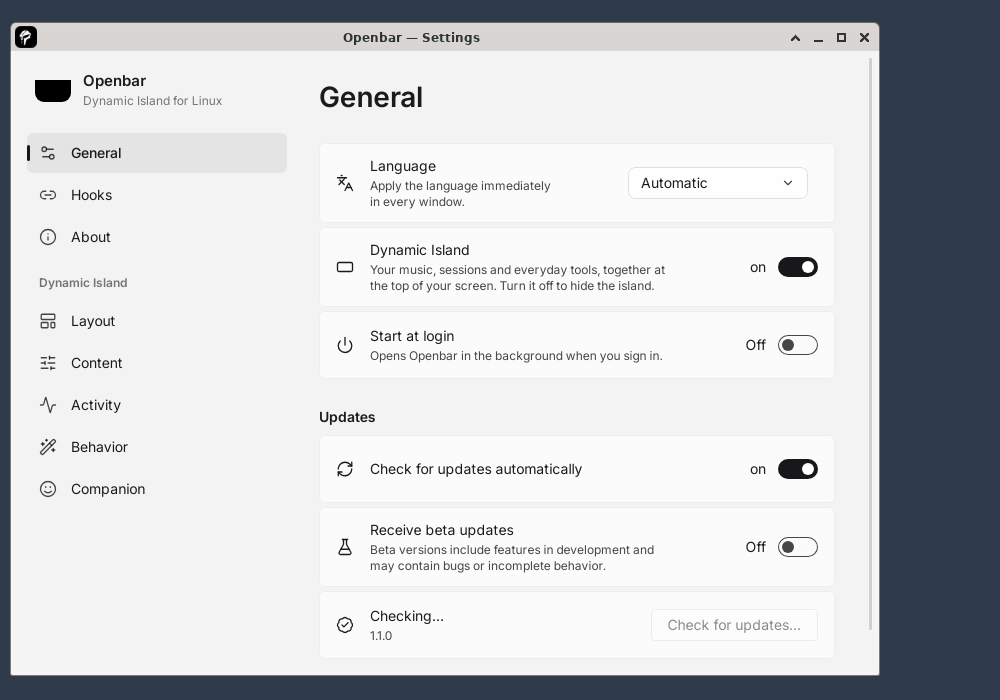 Openbar — Settings
Openbar
Dynamic Island for Linux
General
Hooks
About
Dynamic Island
Layout
Content
Activity
Behavior
Companion
General
Language
Apply the language immediately
in every window.
Automatic
Dynamic Island
Your music, sessions and everyday tools, together at
the top of your screen. Turn it off to hide the island.
on
Start at login
Opens Openbar in the background when you sign in.
Off
Updates
Check for updates automatically
on
Receive beta updates
Beta versions include features in development and
may contain bugs or incomplete behavior.
Off
Checking...
1.1.0
Check for updates...